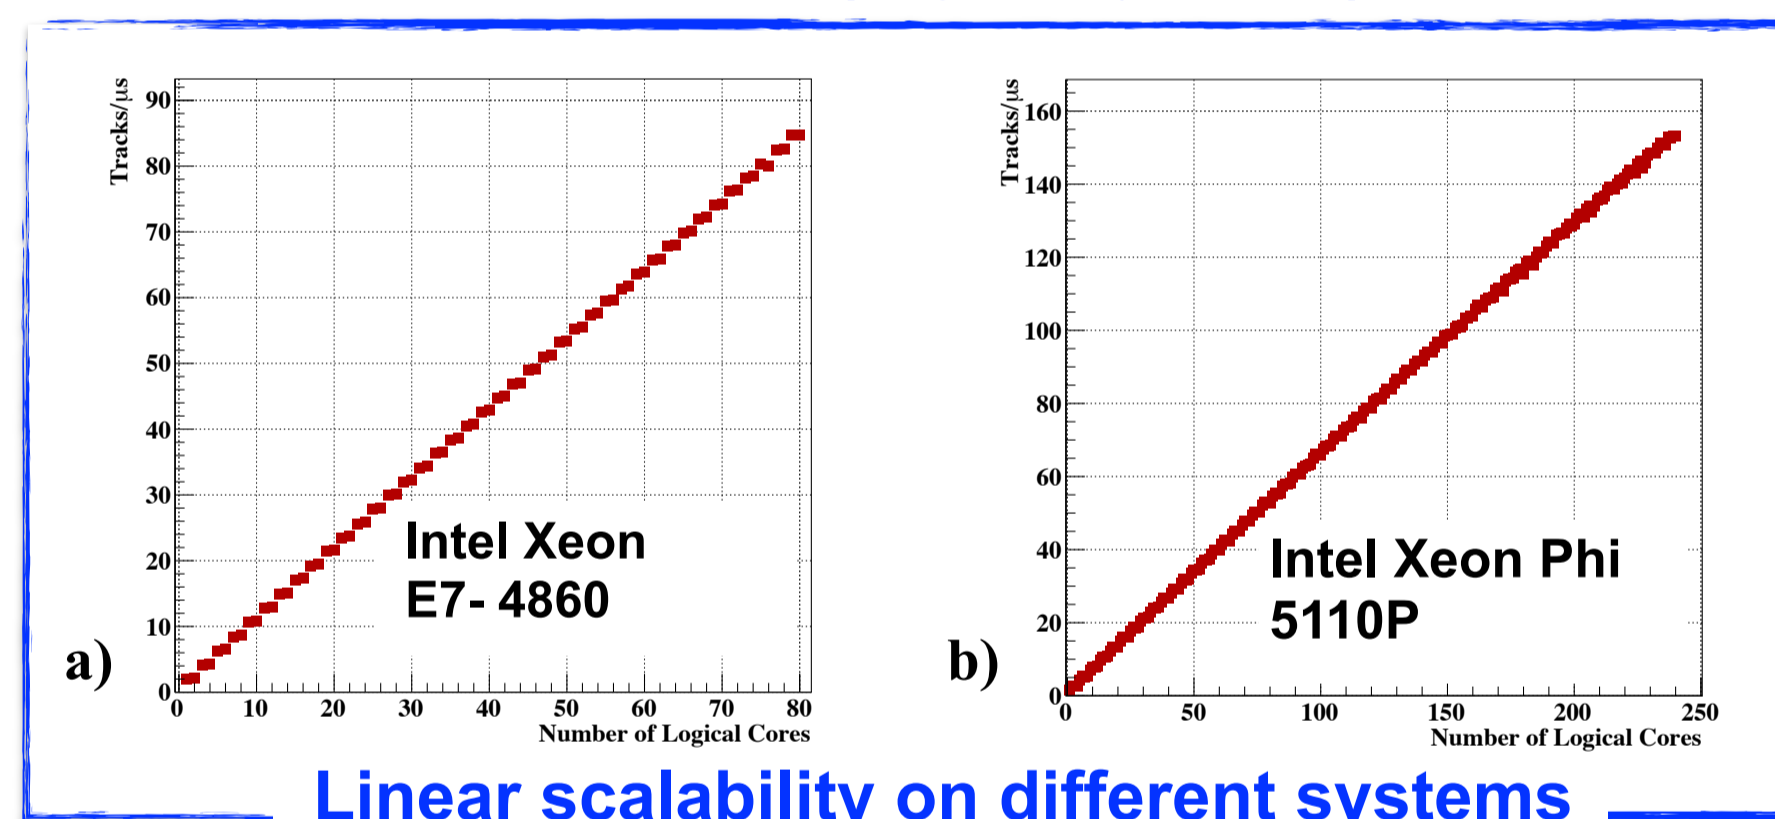 Tracks/μs
90
80
70
60
50
40
30
20
10
0
Intel Xeon
E7- 4860
a)
0 10 20 30 40 50 60 70 80
Number of Logical Cores
Tracks/μs
160
140
120
100
80
60
40
20
0
Intel Xeon Phi
5110P
b)
0 50 100 150 200 250
Number of Logical Cores
Linear scalability on different systems